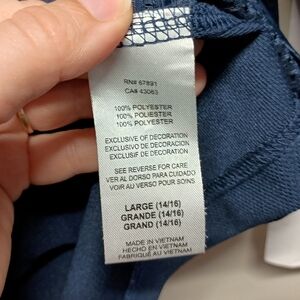 RN# 67891
CA# 43063
100% POLYESTER
100% POLIESTER
100% POLYESTER
EXCLUSIVE OF DECORATION
EXCLUSIVO DE DECORACION
EXCLUSIF DE DECORATION
SEE REVERSE FOR CARE
VER AL DORSO PARA CUIDADO
VOIR AU VERSO POUR SOINS
LARGE (14/16)
GRANDE (14/16)
GRAND (14/16)
MADE IN VIETNAM
HECHO EN VIETNAM
FABRIQUÉ AU VIETNAM